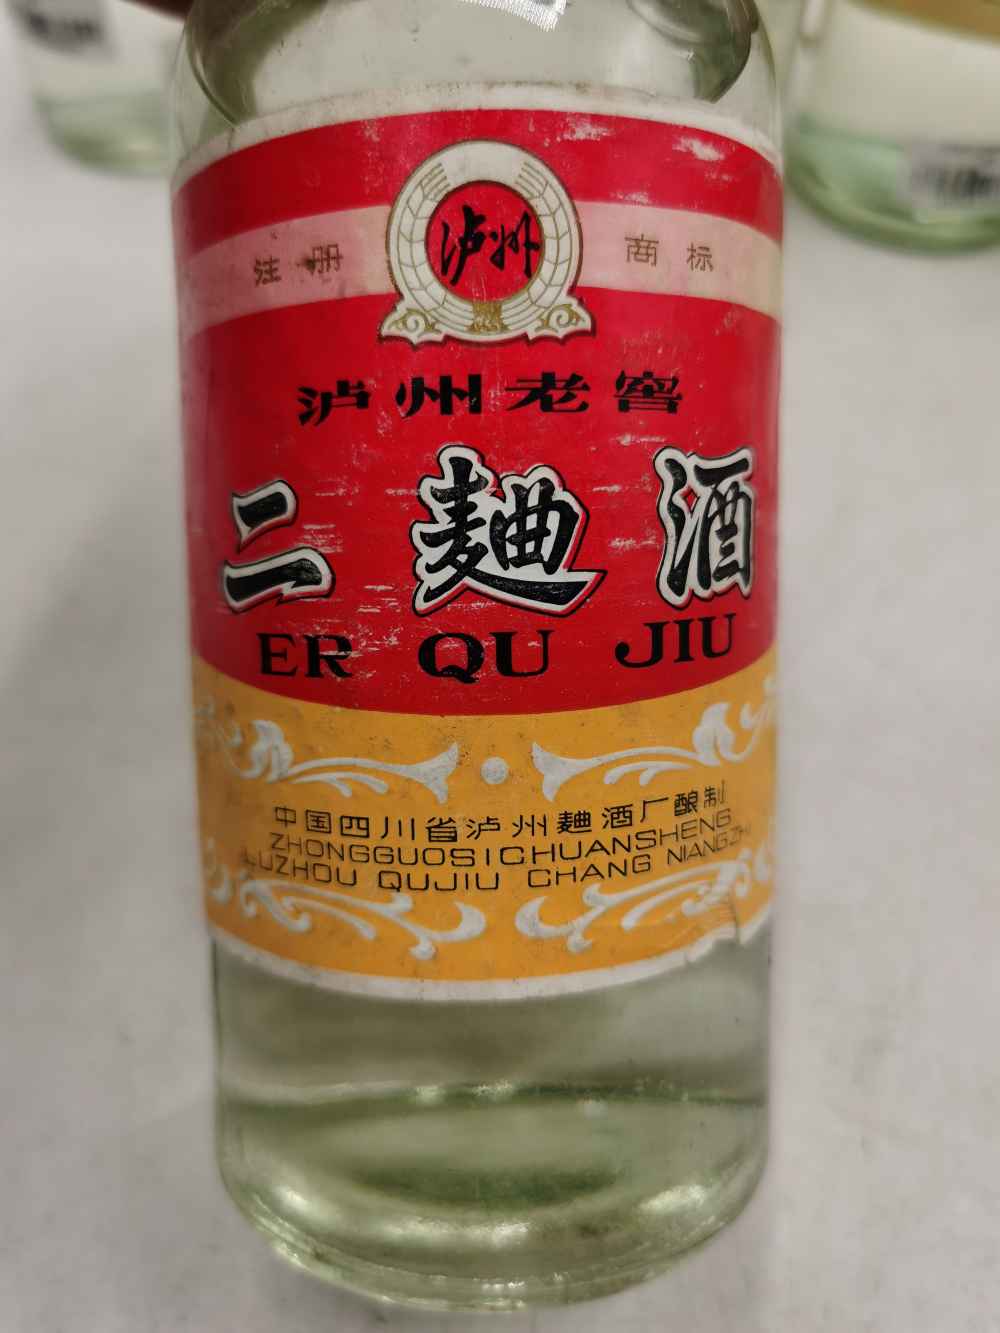 泸州
注册 商标
泸州老窖
二麯酒
ER QU JIU
中国四川省泸州麯酒厂酿制
ZHONGGUOSICHUANSHENG
LUZHOU QUJIU CHANG NIANGZHI